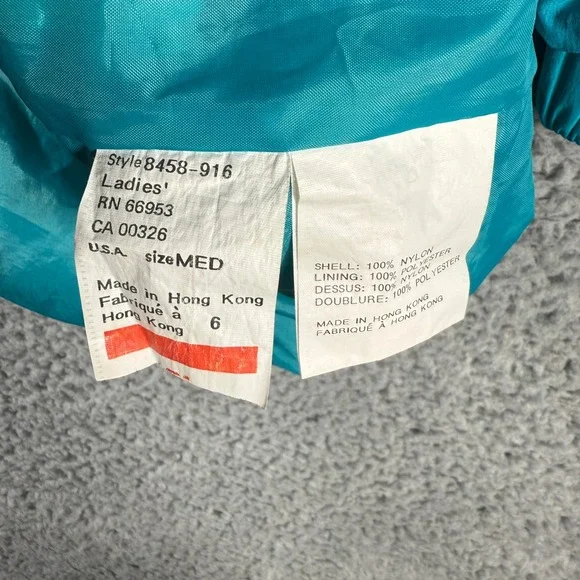 Style 8458-916
Ladies'
RN 66953
CA 00326
U.S.A. size MED
Made in Hong Kong
Fabriqué à
Hong Kong 6
SHELL: 100% NYLON
LINING: 100% POLYESTER
DESSUS: 100% NYLON
DOUBLURE: 100% POLYESTER
MADE IN HONG KONG
FABRIQUÉ À HONG KONG